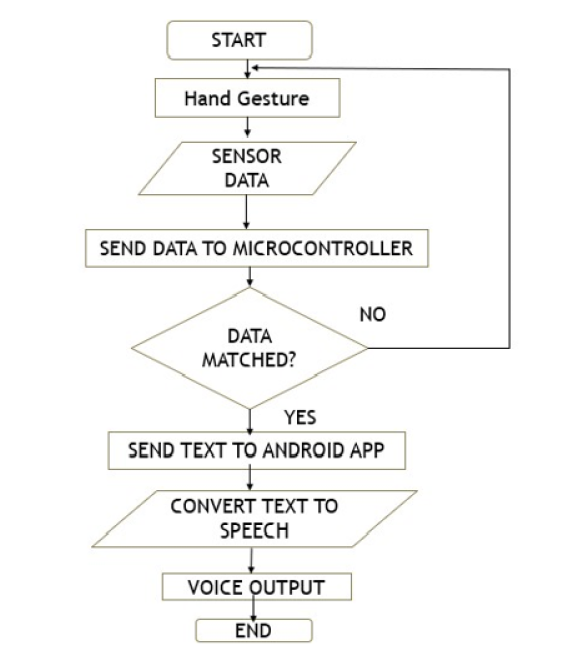 START
Hand Gesture
SENSOR
DATA
SEND DATA TO MICROCONTROLLER
NO
DATA
MATCHED?
YES
SEND TEXT TO ANDROID APP
CONVERT TEXT TO
SPEECH
VOICE OUTPUT
END